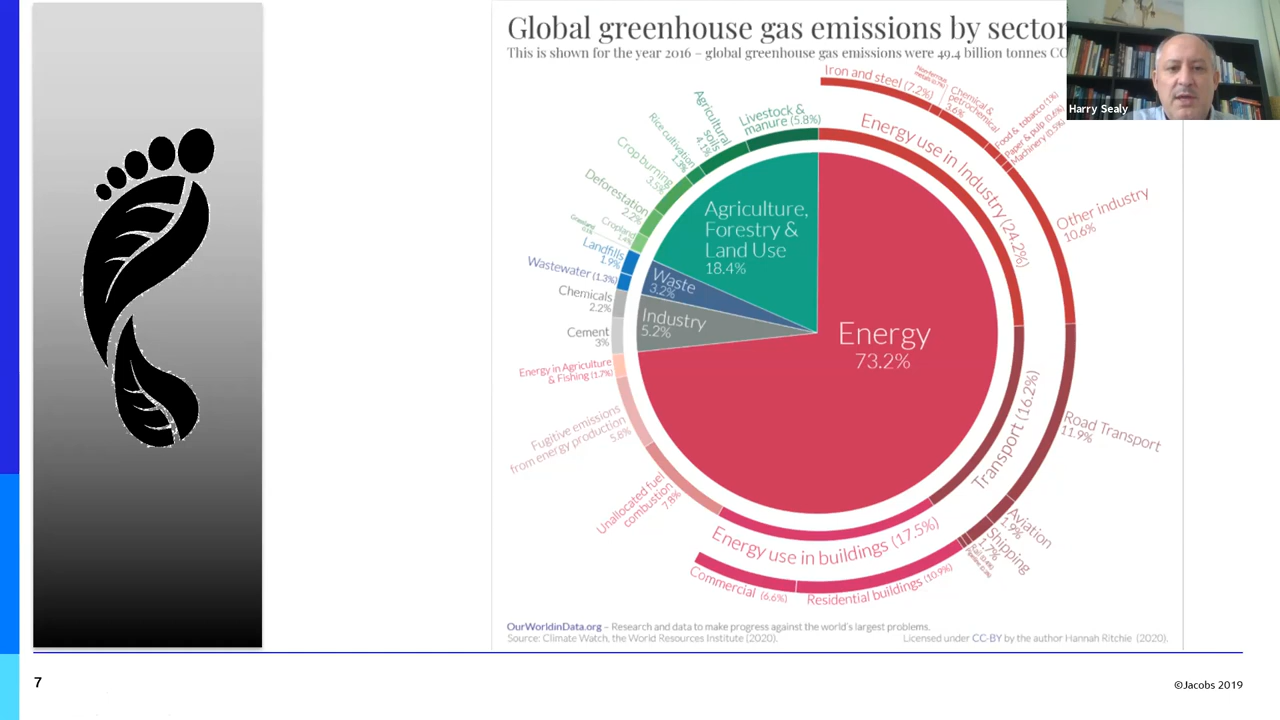 Global greenhouse gas emissions by sector
This is shown for the year 2016 – global greenhouse gas emissions were 49.4 billion tonnes CO
Harry Sealy
Iron and steel (7.2%)
Non-ferrous
metals (0.7%)
Chemical &
petrochemical
3.6%
Food & tobacco (1%)
Paper & pulp (0.6%)
Machinery (0.5%)
Energy use in Industry (24.2%)
Other industry
10.6%
Transport (16.2%)
Road Transport
11.9%
Aviation
1.9%
Shipping
1.7%
Energy use in buildings (17.5%)
Residential buildings (10.9%)
Commercial (6.6%)
Unallocated fuel
combustion
7.8%
Fugitive emissions
from energy production
5.8%
Energy in Agriculture
& Fishing (1.7%)
Cement
3%
Chemicals
2.2%
Wastewater (1.3%)
Landfills
1.9%
Grassland
0.1%
Cropland
1.4%
Deforestation
2.2%
Crop burning
3.5%
Rice cultivation
1.3%
Agricultural
soils
4.1%
Livestock &
manure (5.8%)
Agriculture,
Forestry &
Land Use
18.4%
Waste
3.2%
Industry
5.2%
Energy
73.2%
OurWorldinData.org – Research and data to make progress against the world's largest problems.
Source: Climate Watch, the World Resources Institute (2020).
Licensed under CC-BY by the author Hannah Ritchie (2020).
7
©Jacobs 2019